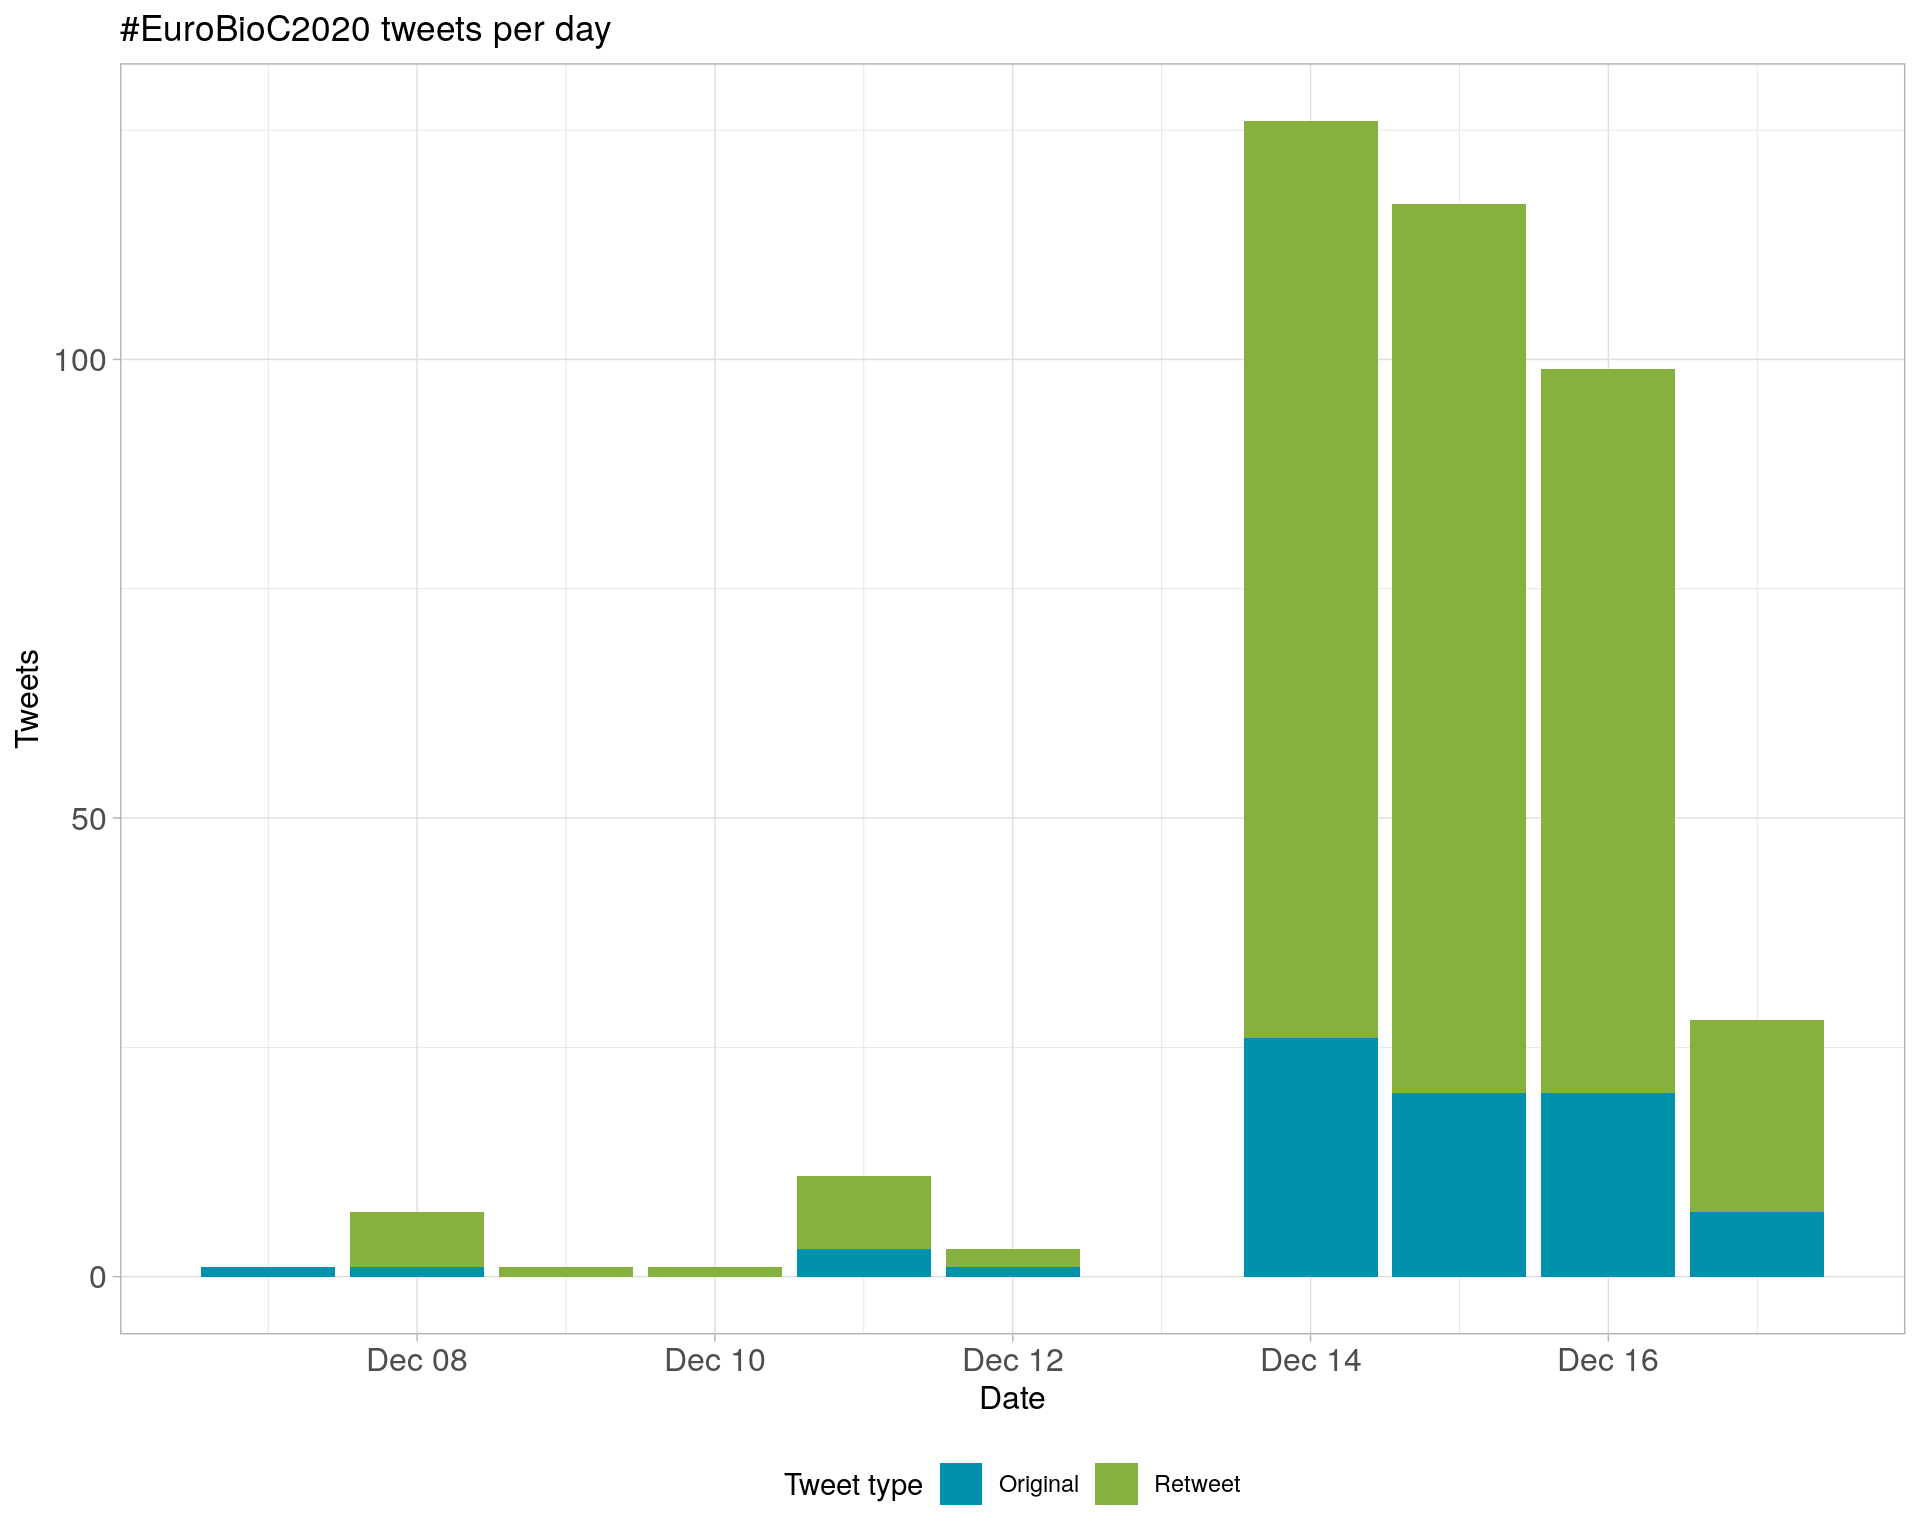 #EuroBioC2020 tweets per day
Tweets
100
50
0
Dec 08 Dec 10 Dec 12 Dec 14 Dec 16
Date
Tweet type Original Retweet